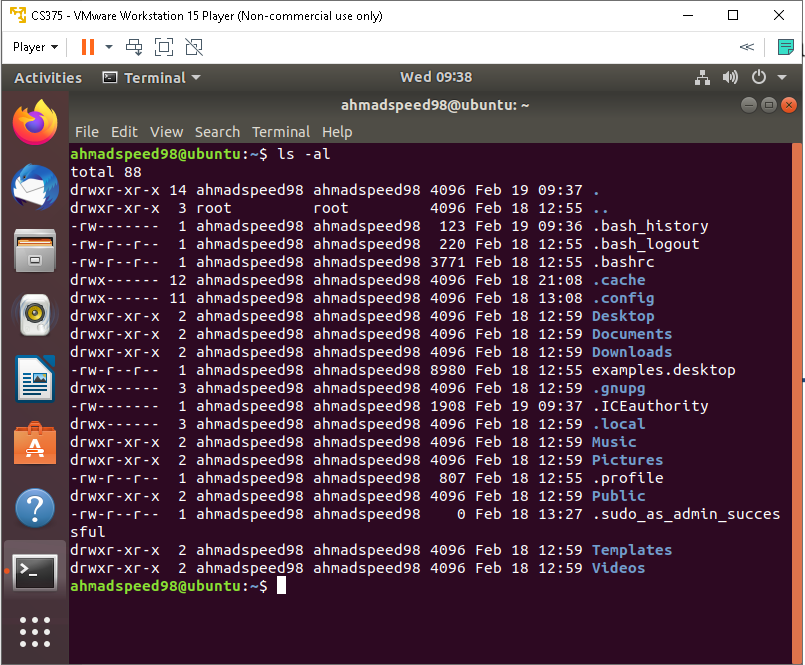 CS375 - VMware Workstation 15 Player (Non-commercial use only)
Player
Activities Terminal Wed 09:38
ahmadspeed98@ubuntu: ~
File Edit View Search Terminal Help
ahmadspeed98@ubuntu:~$ ls -al
total 88
drwxr-xr-x 14 ahmadspeed98 ahmadspeed98 4096 Feb 19 09:37 .
drwxr-xr-x  3 root         root         4096 Feb 18 12:55 ..
-rw-------  1 ahmadspeed98 ahmadspeed98  123 Feb 19 09:36 .bash_history
-rw-r--r--  1 ahmadspeed98 ahmadspeed98  220 Feb 18 12:55 .bash_logout
-rw-r--r--  1 ahmadspeed98 ahmadspeed98 3771 Feb 18 12:55 .bashrc
drwx------ 12 ahmadspeed98 ahmadspeed98 4096 Feb 18 21:08 .cache
drwx------ 11 ahmadspeed98 ahmadspeed98 4096 Feb 18 13:08 .config
drwxr-xr-x  2 ahmadspeed98 ahmadspeed98 4096 Feb 18 12:59 Desktop
drwxr-xr-x  2 ahmadspeed98 ahmadspeed98 4096 Feb 18 12:59 Documents
drwxr-xr-x  2 ahmadspeed98 ahmadspeed98 4096 Feb 18 12:59 Downloads
-rw-r--r--  1 ahmadspeed98 ahmadspeed98 8980 Feb 18 12:55 examples.desktop
drwx------  3 ahmadspeed98 ahmadspeed98 4096 Feb 18 12:59 .gnupg
-rw-------  1 ahmadspeed98 ahmadspeed98 1908 Feb 19 09:37 .ICEauthority
drwx------  3 ahmadspeed98 ahmadspeed98 4096 Feb 18 12:59 .local
drwxr-xr-x  2 ahmadspeed98 ahmadspeed98 4096 Feb 18 12:59 Music
drwxr-xr-x  2 ahmadspeed98 ahmadspeed98 4096 Feb 18 12:59 Pictures
-rw-r--r--  1 ahmadspeed98 ahmadspeed98  807 Feb 18 12:55 .profile
drwxr-xr-x  2 ahmadspeed98 ahmadspeed98 4096 Feb 18 12:59 Public
-rw-r--r--  1 ahmadspeed98 ahmadspeed98    0 Feb 18 13:27 .sudo_as_admin_succes
sful
drwxr-xr-x  2 ahmadspeed98 ahmadspeed98 4096 Feb 18 12:59 Templates
drwxr-xr-x  2 ahmadspeed98 ahmadspeed98 4096 Feb 18 12:59 Videos
ahmadspeed98@ubuntu:~$